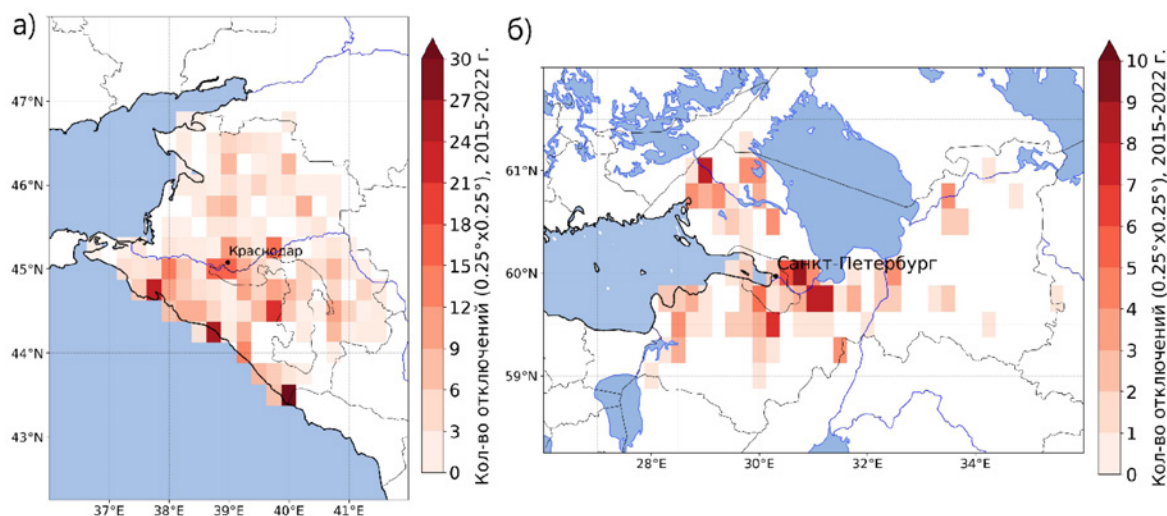 а)
47°N
46°N
45°N
44°N
43°N
37°E 38°E 39°E 40°E 41°E
Краснодар
30
27
24
21
18
15
12
9
6
3
0
Кол-во отключений (0.25°x0.25°), 2015-2022 г.
б)
61°N
60°N
59°N
28°E 30°E 32°E 34°E
Санкт-Петербург
10
9
8
7
6
5
4
3
2
1
0
Кол-во отключений (0.25°x0.25°), 2015-2022 г.